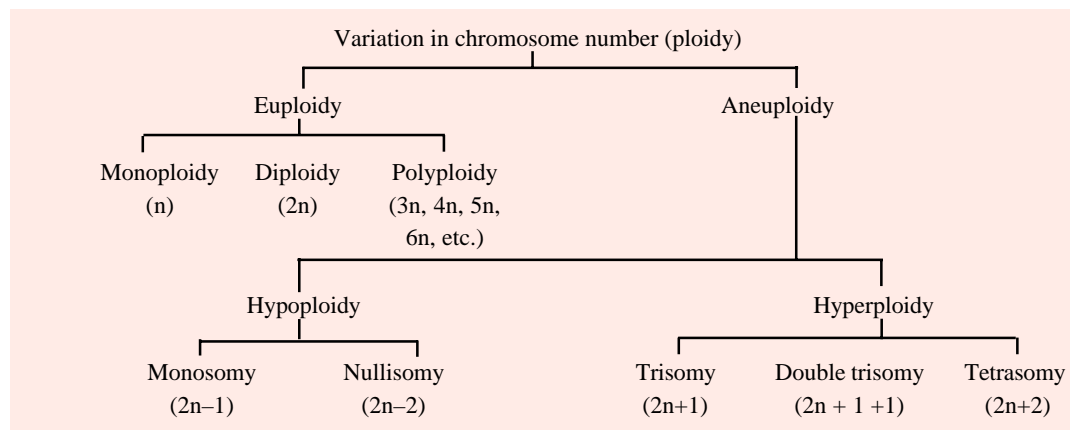 Variation in chromosome number (ploidy)
Euploidy
Aneuploidy
Monoploidy
(n)
Diploidy
(2n)
Polyploidy
(3n, 4n, 5n,
6n, etc.)
Hypoploidy
Hyperploidy
Monosomy
(2n–1)
Nullisomy
(2n–2)
Trisomy
(2n+1)
Double trisomy
(2n + 1 +1)
Tetrasomy
(2n+2)